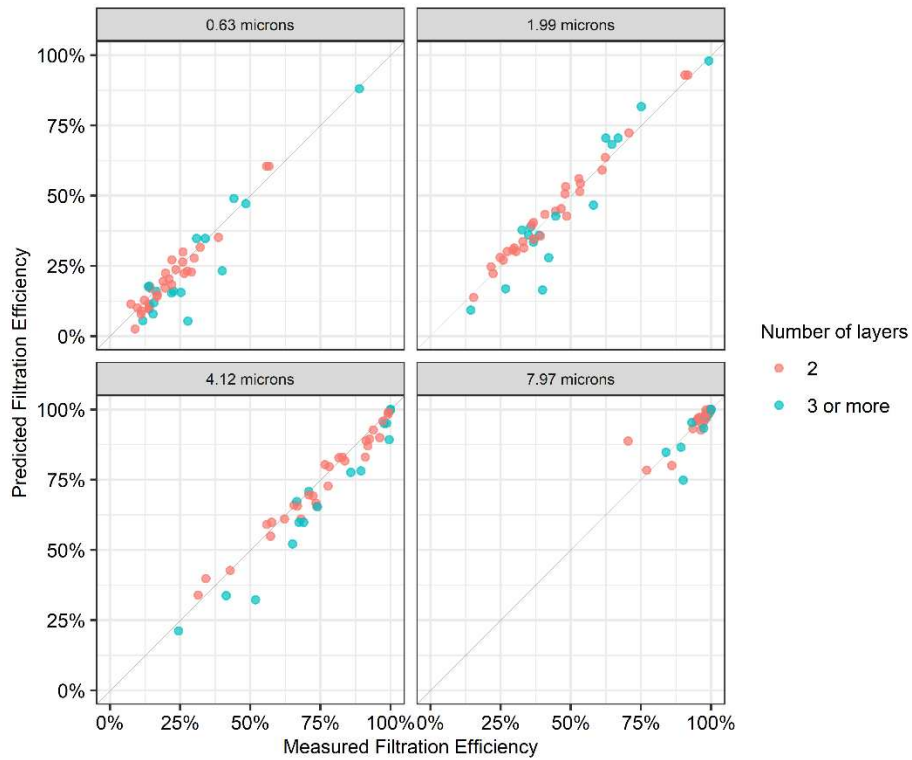 0.63 microns
1.99 microns
100%
75%
50%
25%
0%
4.12 microns
7.97 microns
100%
75%
50%
25%
0%
0% 25% 50% 75% 100% 0% 25% 50% 75% 100%
Measured Filtration Efficiency
Predicted Filtration Efficiency
Number of layers
2
3 or more